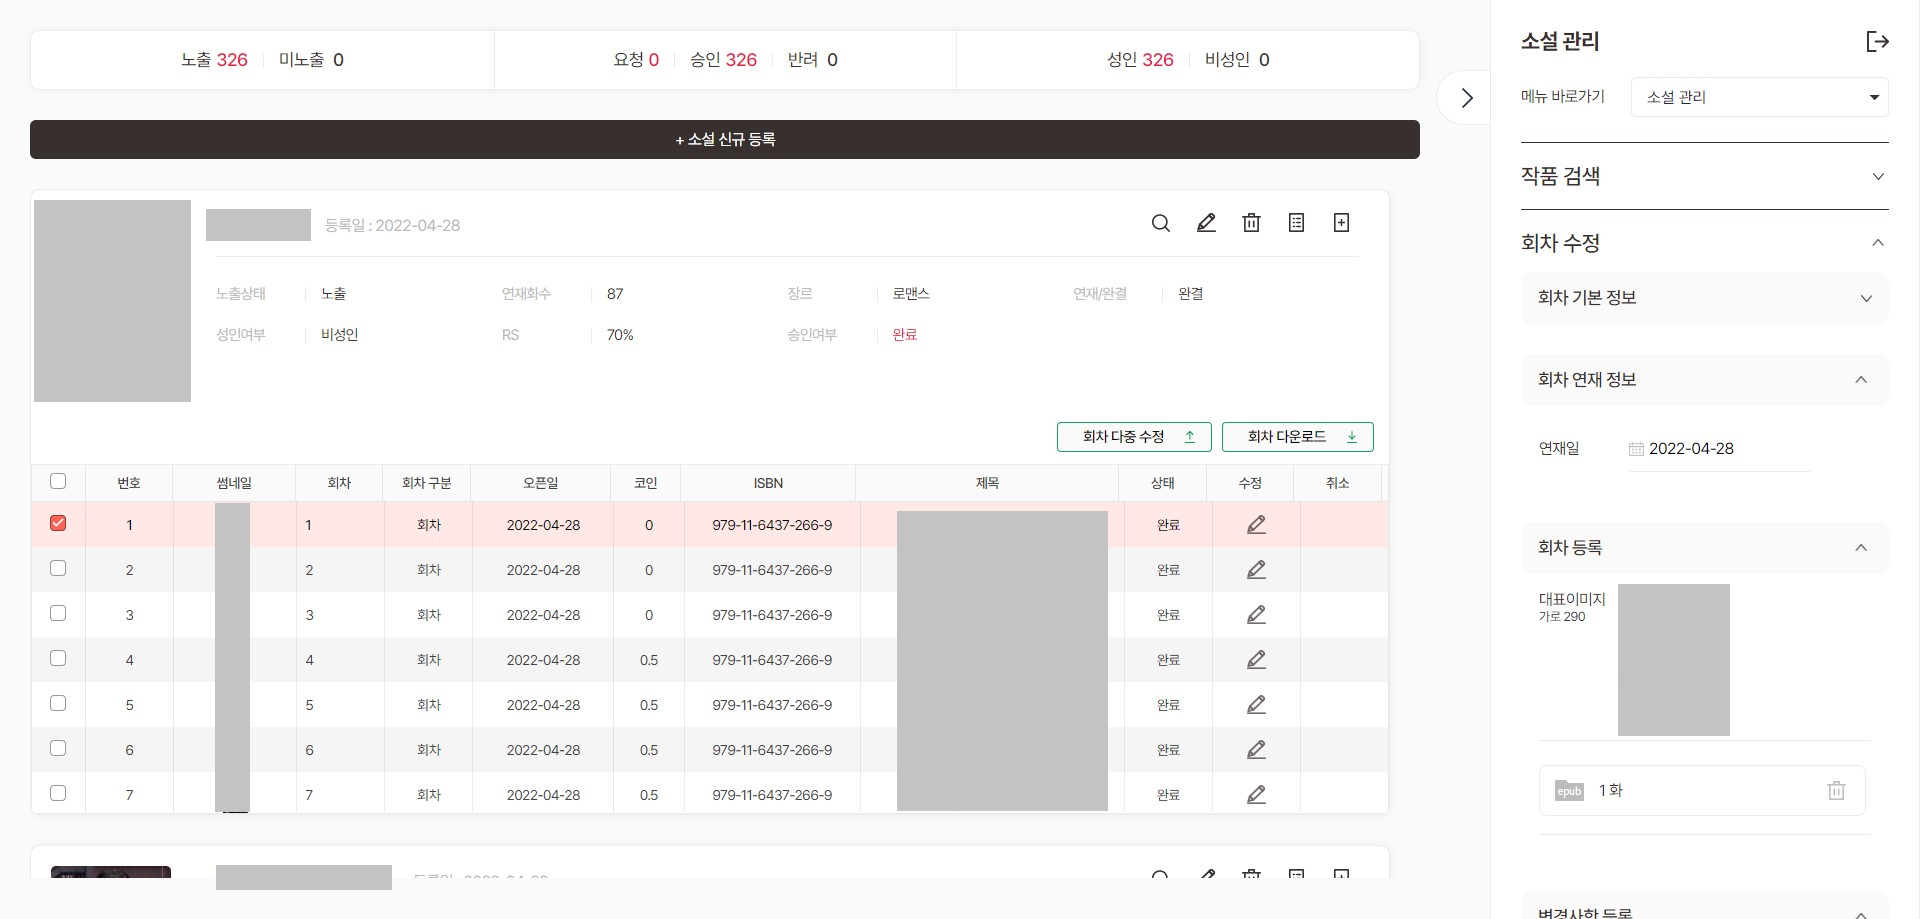 노출 326 미노출 0
요청 0 승인 326 반려 0
성인 326 비성인 0
+ 소설 신규 등록
등록일 : 2022-04-28
노출상태 노출 연재회수 87 장르 로맨스 연재/완결 완결
성인여부 비성인 RS 70% 승인여부 완료
회차 다중 수정 회차 다운로드
번호 썸네일 회차 회차 구분 오픈일 코인 ISBN 제목 상태 수정 취소
1 1 회차 2022-04-28 0 979-11-6437-266-9 완료
2 2 회차 2022-04-28 0 979-11-6437-266-9 완료
3 3 회차 2022-04-28 0 979-11-6437-266-9 완료
4 4 회차 2022-04-28 0.5 979-11-6437-266-9 완료
5 5 회차 2022-04-28 0.5 979-11-6437-266-9 완료
6 6 회차 2022-04-28 0.5 979-11-6437-266-9 완료
7 7 회차 2022-04-28 0.5 979-11-6437-266-9 완료
소설 관리
메뉴 바로가기 소설 관리
작품 검색
회차 수정
회차 기본 정보
회차 연재 정보
연재일 2022-04-28
회차 등록
대표이미지
가로 290
epub 1 화
변경사항 등록